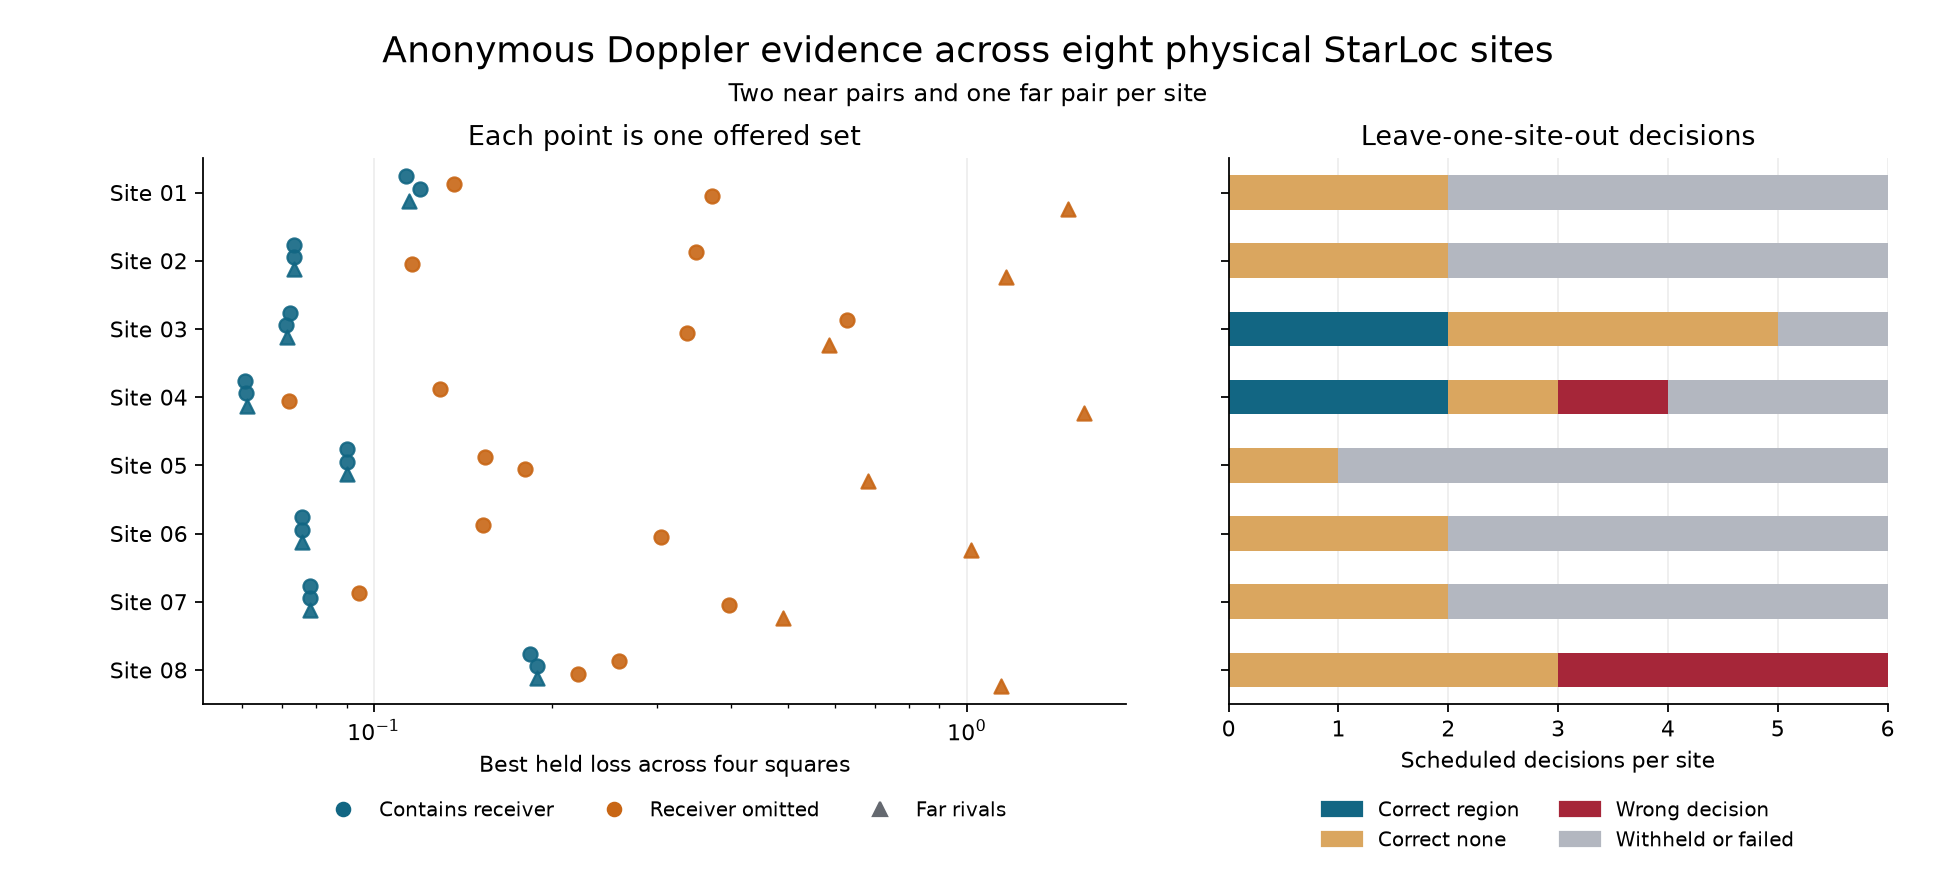 Anonymous Doppler evidence across eight physical StarLoc sites
Two near pairs and one far pair per site
Each point is one offered set
Site 01
Site 02
Site 03
Site 04
Site 05
Site 06
Site 07
Site 08
10⁻¹
10⁰
Best held loss across four squares
Contains receiver
Receiver omitted
Far rivals
Leave-one-site-out decisions
0 1 2 3 4 5 6
Scheduled decisions per site
Correct region
Correct none
Wrong decision
Withheld or failed